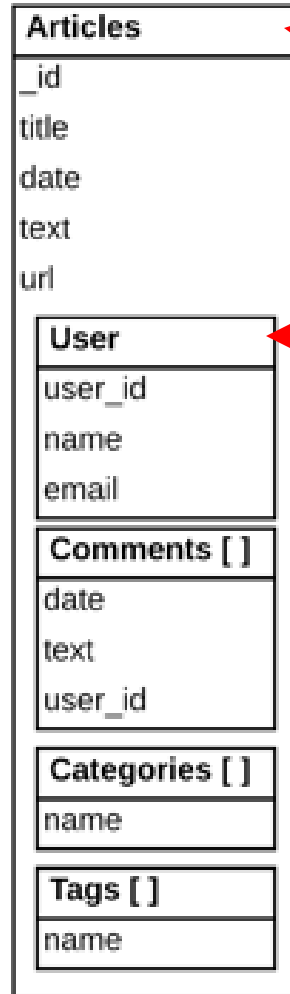 Articles
_id
title
date
text
url
User
user_id
name
email
Comments [ ]
date
text
user_id
Categories [ ]
name
Tags [ ]
name